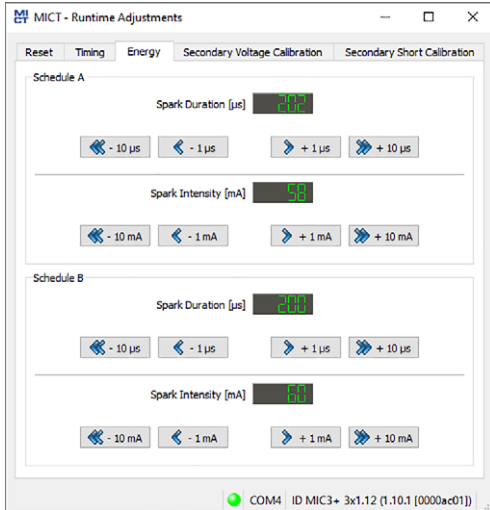 MICT MICT - Runtime Adjustments
Reset Timing Energy Secondary Voltage Calibration Secondary Short Calibration
Schedule A
Spark Duration [µs] 202
- 10 µs - 1 µs + 1 µs + 10 µs
Spark Intensity [mA] 58
- 10 mA - 1 mA + 1 mA + 10 mA
Schedule B
Spark Duration [µs] 200
- 10 µs - 1 µs + 1 µs + 10 µs
Spark Intensity [mA] 60
- 10 mA - 1 mA + 1 mA + 10 mA
COM4 ID MIC3+ 3x1.12 (1.10.1 [0000ac01])